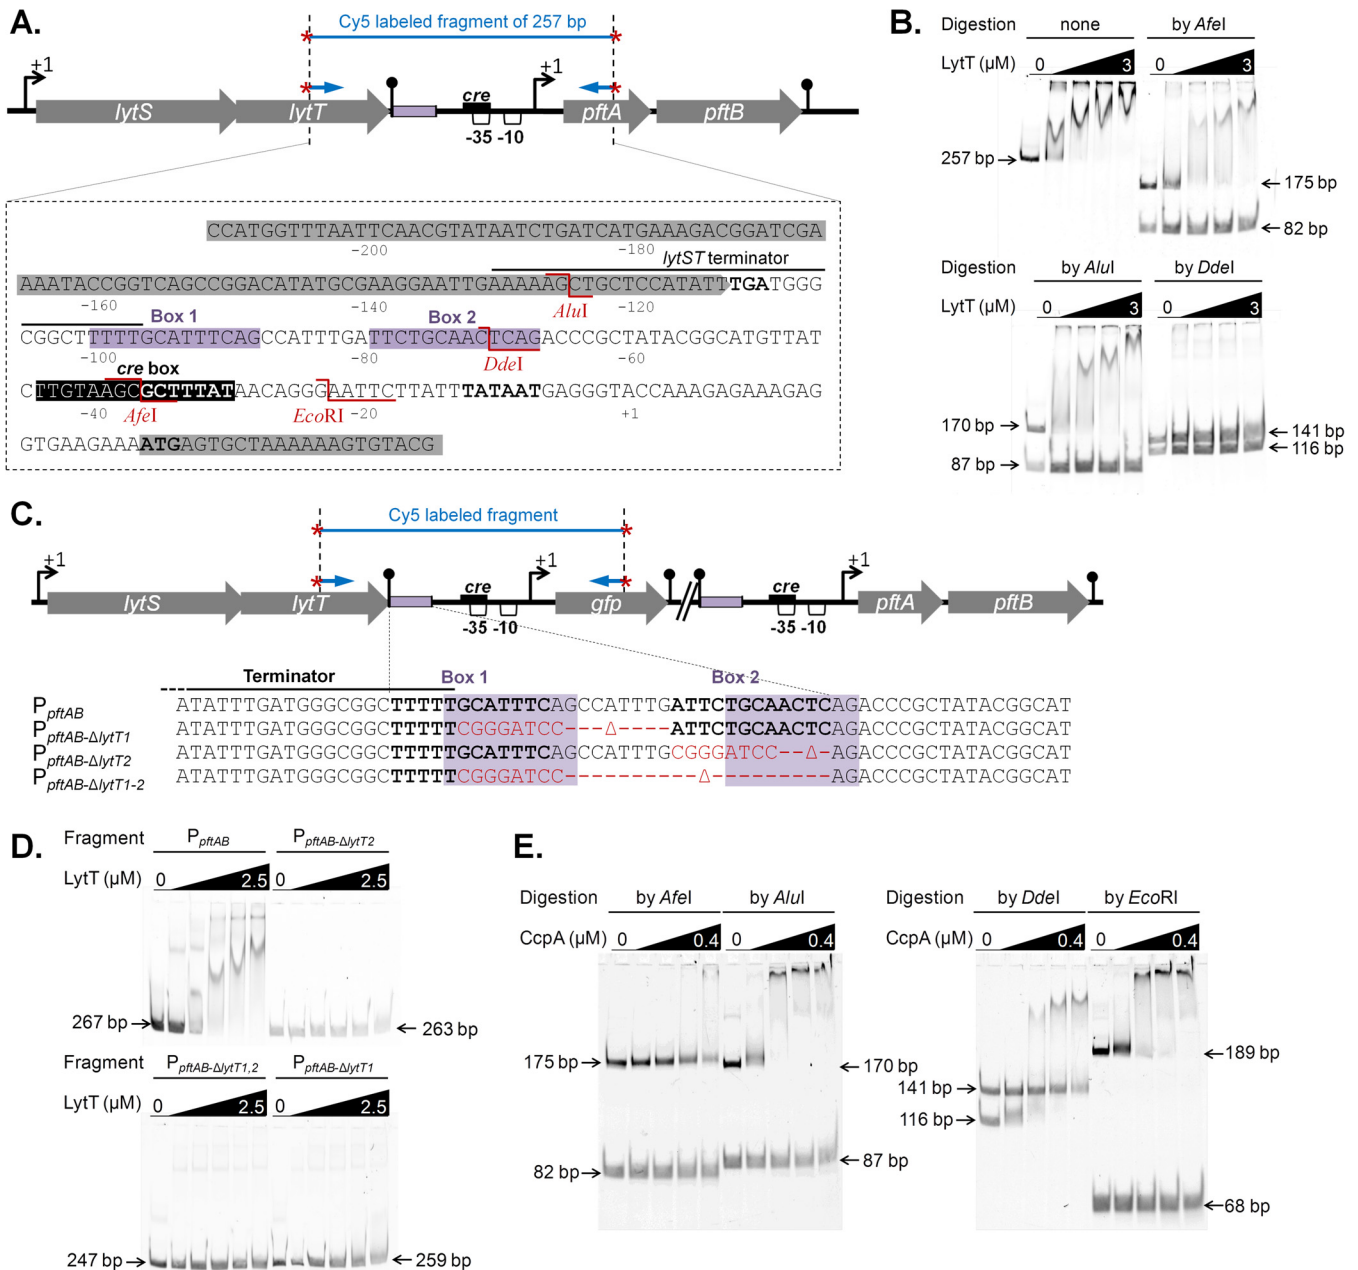 A.
Cy5 labeled fragment of 257 bp
+1
+1
cre
lytS
lytT
pftA
pftB
-35 -10
CCATGGTTTAATTCAACGTATAATCTGATCATGAAAGACGGATCGA
-200
-180
lytST terminator
AAATACCGGTCAGCCGGACATATGCGAAGGAATTGAAAAAGCTGCTCCATATTTGATGGG
-160
-140
AluI
-120
Box 1
Box 2
CGGCTTTTTGCATTTCAGCCATTTGATTCTGCAACTCAGACCCGCTATACGGCATGTTAT
-100
-80
DdeI
-60
cre box
CTTGTAAGCGCTTTATAACAGGGAATTCTTATTTATAATGAGGGTACCAAAGAGAAAGAG
-40
AfeI
EcoRI
-20
+1
GTGAAGAAAATGAGTGCTAAAAAAGTGTACG
B.
Digestion
none
by AfeI
LytT (µM)
0
3
0
3
257 bp
175 bp
82 bp
Digestion
by AluI
by DdeI
LytT (µM)
0
3
0
3
170 bp
87 bp
141 bp
116 bp
C.
Cy5 labeled fragment
+1
+1
+1
cre
cre
lytS
lytT
gfp
pftA
pftB
-35 -10
-35 -10
Terminator
Box 1
Box 2
PpftAB
ATATTTGATGGGCGGCTTTTTGCATTTCAGCCATTTGATTCTGCAACTCAGACCCGCTATACGGCAT
PpftAB-ΔlytT1
ATATTTGATGGGCGGCTTTTTCGGGATCC---Δ---ATTCTGCAACTCAGACCCGCTATACGGCAT
PpftAB-ΔlytT2
ATATTTGATGGGCGGCTTTTTGCATTTCAGCCATTTGCGGGATCC--Δ-AGACCCGCTATACGGCAT
PpftAB-ΔlytT1-2
ATATTTGATGGGCGGCTTTTTCGGGATCC----------Δ---------AGACCCGCTATACGGCAT
D.
Fragment
PpftAB
PpftAB-ΔlytT2
LytT (µM)
0
2.5
0
2.5
267 bp
263 bp
Fragment
PpftAB-ΔlytT1,2
PpftAB-ΔlytT1
LytT (µM)
0
2.5
0
2.5
247 bp
259 bp
E.
Digestion
by AfeI
by AluI
CcpA (µM)
0
0.4
0
0.4
175 bp
170 bp
82 bp
87 bp
Digestion
by DdeI
by EcoRI
CcpA (µM)
0
0.4
0
0.4
141 bp
116 bp
189 bp
68 bp